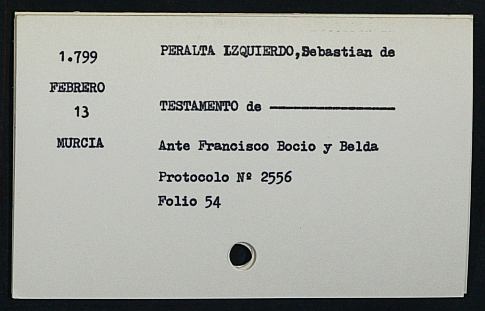 1.799
FEBRERO
13
MURCIA
PERALTA IZQUIERDO,Sebastian de
TESTAMENTO de ———————
Ante Francisco Bocio y Belda
Protocolo Nº 2556
Folio 54